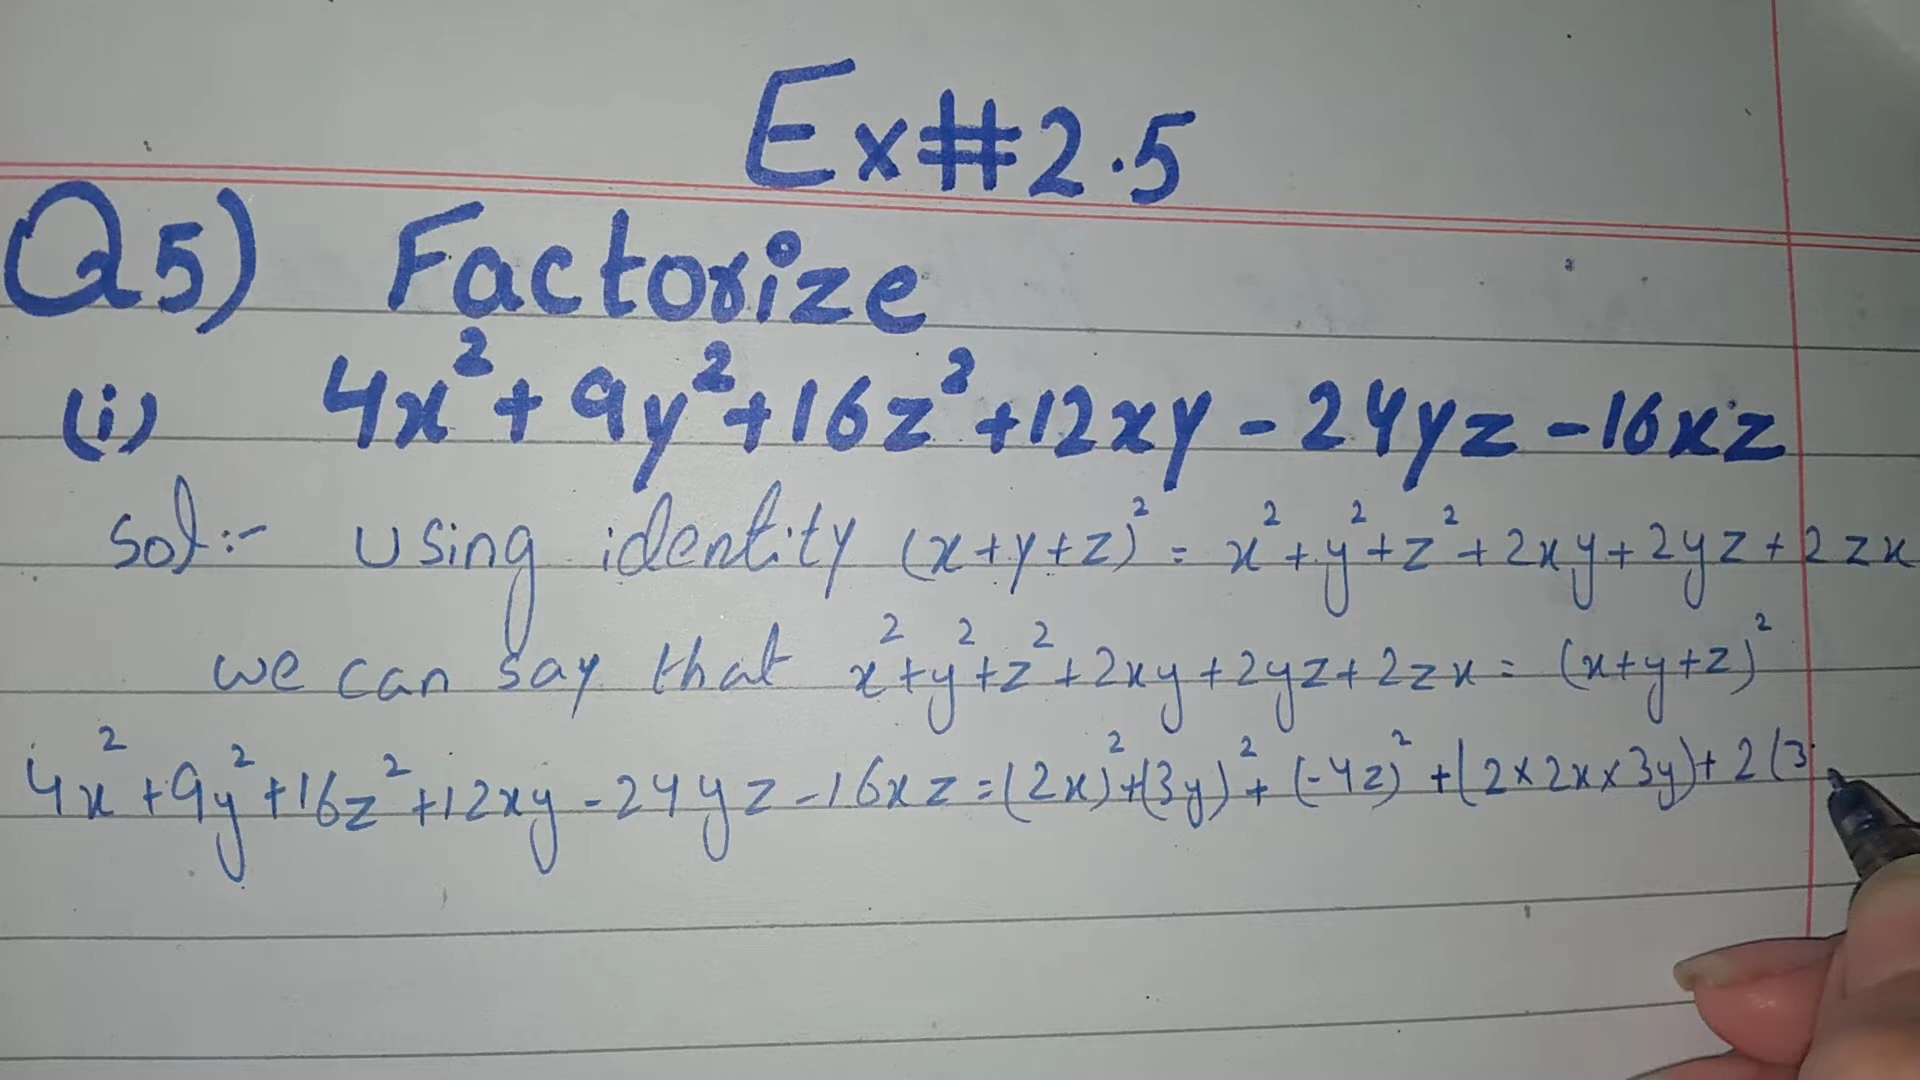 Ex#2.5
Q5) Factorize
(i) 4x²+9y²+16z²+12xy-24yz-16xz
Sol:- Using identity (x+y+z)² = x²+y²+z²+2xy+2yz+2zx
we can say that x²+y²+z²+2xy+2yz+2zx = (x+y+z)²
4x²+9y²+16z²+12xy-24yz-16xz=(2x)²+(3y)²+(-4z)²+(2×2x×3y)+2(3